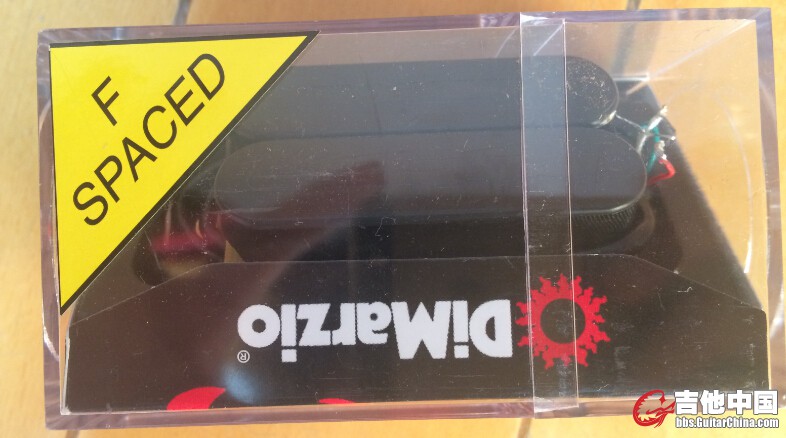 F
SPACED
DiMarzio®
吉他中国
bbs.GuitarChina.com